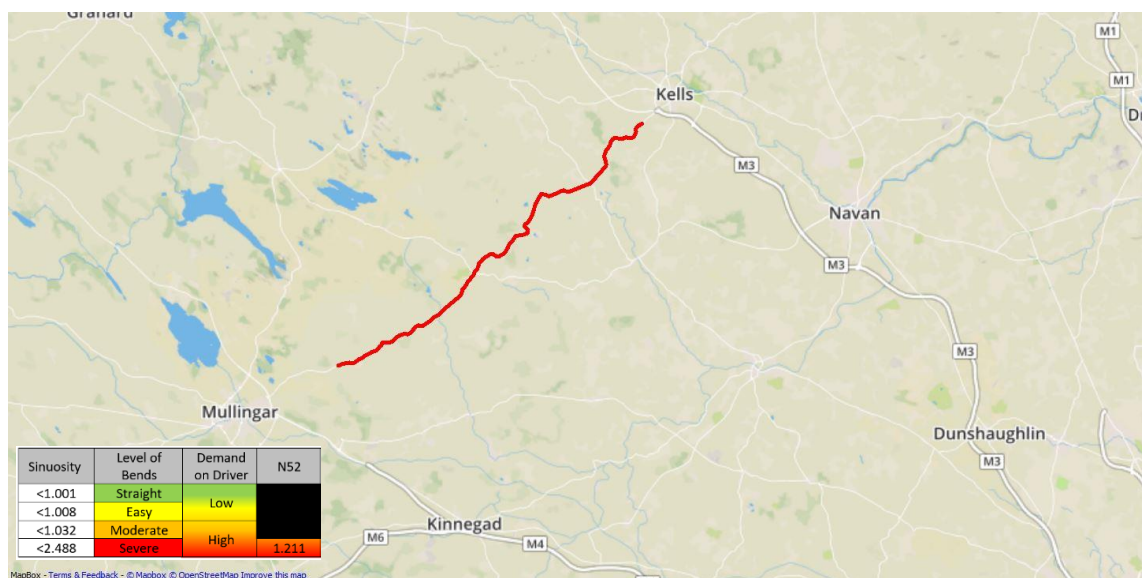 Granard
M1
M1
Kells
M3
Navan
M3
M3
Mullingar
Dunshaughlin
M3
Kinnegad
M6
M4
Sinuosity Level of Bends Demand on Driver N52
<1.001 Straight Low
<1.008 Easy
<1.032 Moderate High
<2.488 Severe 1.211
MapBox - Terms & Feedback - © Mapbox © OpenStreetMap Improve this map